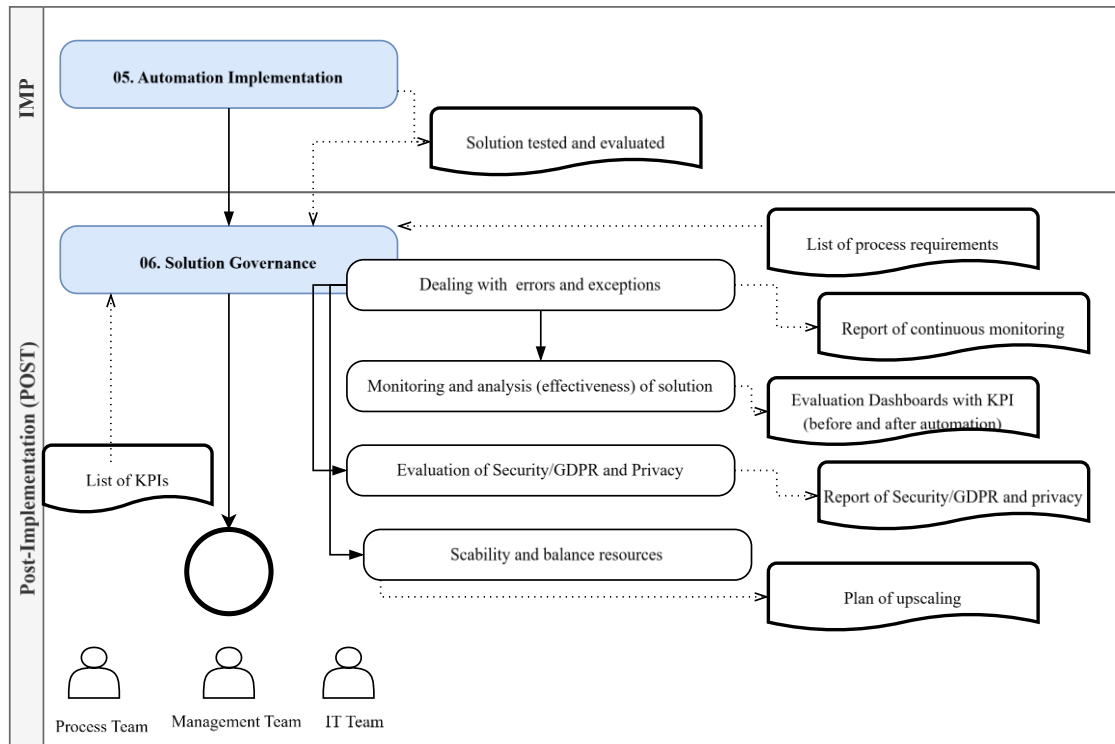 IMP
05. Automation Implementation
Solution tested and evaluated
Post-Implementation (POST)
06. Solution Governance
List of process requirements
Dealing with errors and exceptions
Report of continuous monitoring
Monitoring and analysis (effectiveness) of solution
Evaluation Dashboards with KPI
(before and after automation)
List of KPIs
Evaluation of Security/GDPR and Privacy
Report of Security/GDPR and privacy
Scability and balance resources
Plan of upscaling
Process Team
Management Team
IT Team